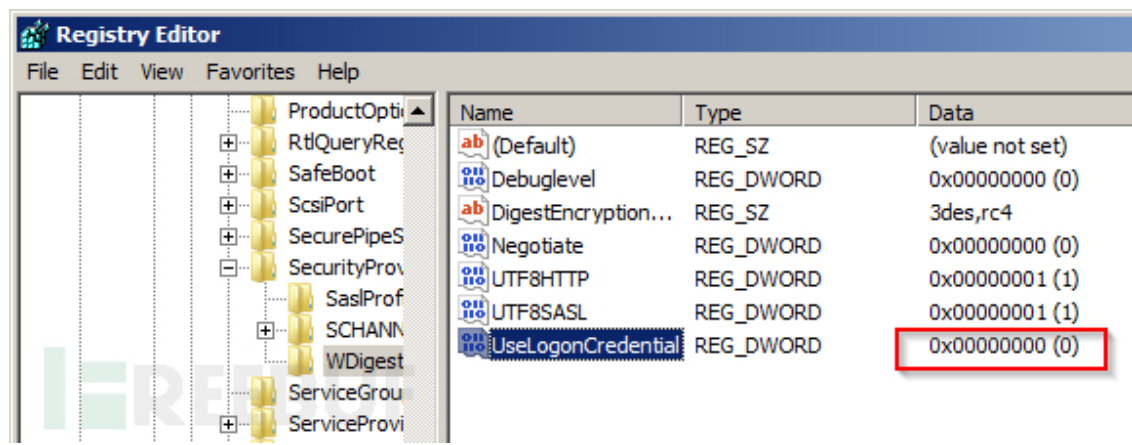 Registry Editor
File Edit View Favorites Help
ProductOpti
RtlQueryReg
SafeBoot
ScsiPort
SecurePipeS
SecurityProv
SaslProf
SCHANN
WDigest
ServiceGrou
ServiceProvi
Name Type Data
(Default) REG_SZ (value not set)
Debuglevel REG_DWORD 0x00000000 (0)
DigestEncryption... REG_SZ 3des,rc4
Negotiate REG_DWORD 0x00000000 (0)
UTF8HTTP REG_DWORD 0x00000001 (1)
UTF8SASL REG_DWORD 0x00000001 (1)
UseLogonCredential REG_DWORD 0x00000000 (0)
FREEBUF